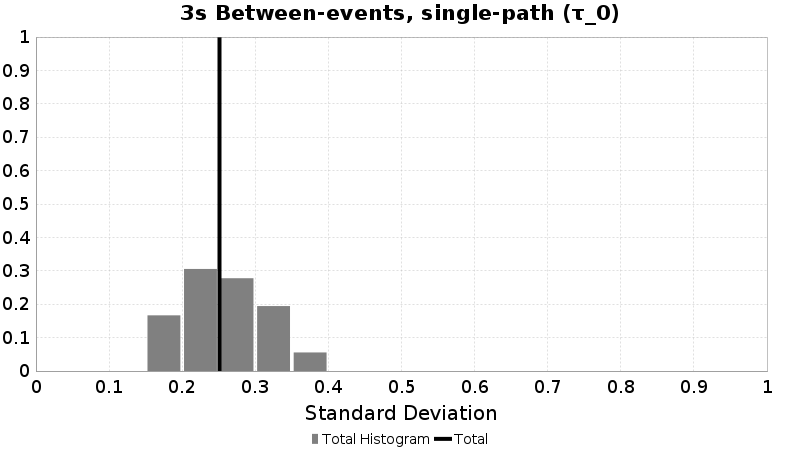 3s Between-events, single-path (τ_0)
1
0.9
0.8
0.7
0.6
0.5
0.4
0.3
0.2
0.1
0
0 0.1 0.2 0.3 0.4 0.5 0.6 0.7 0.8 0.9 1
Standard Deviation
Total Histogram Total